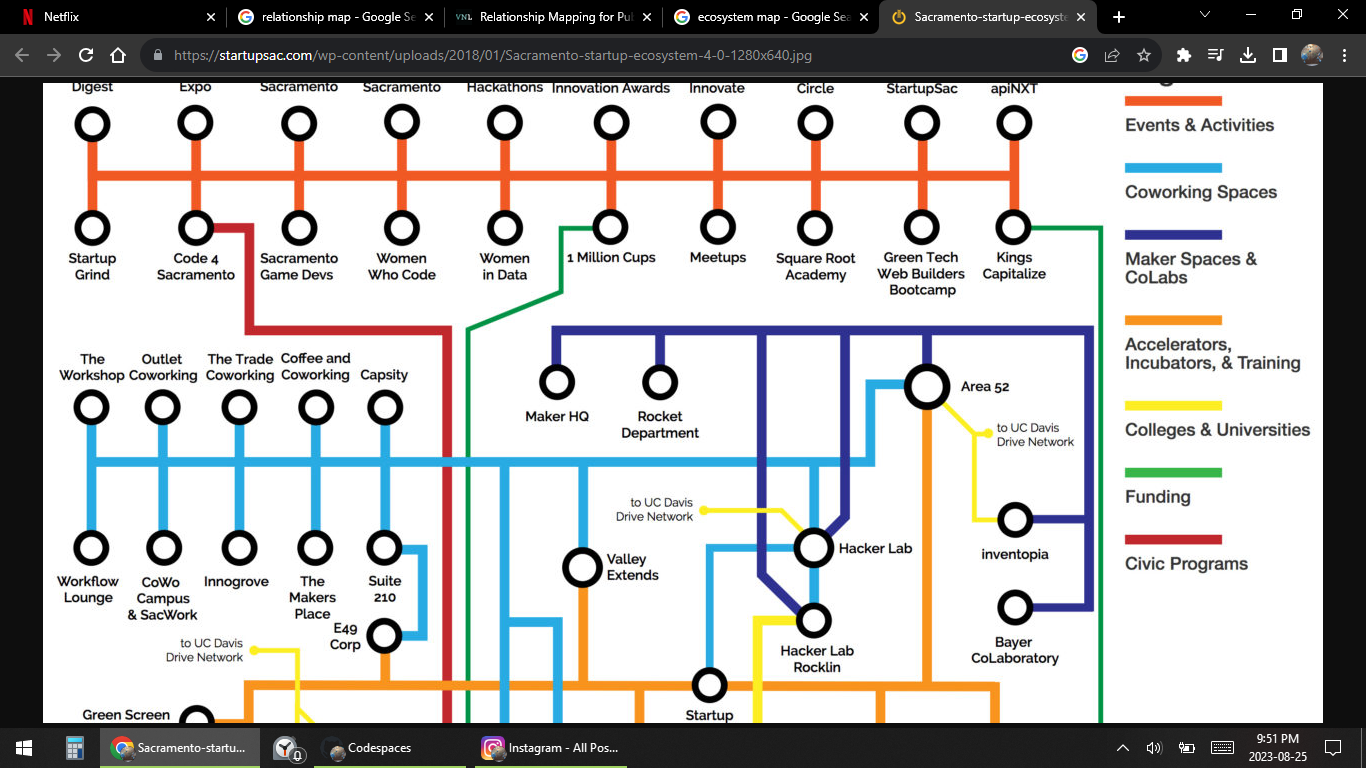 Netflix
relationship map - Google Se
Relationship Mapping for Pul
ecosystem map - Google Sea
Sacramento-startup-ecosyste
https://startupsac.com/wp-content/uploads/2018/01/Sacramento-startup-ecosystem-4-0-1280x640.jpg
Digest
Expo
Sacramento
Sacramento
Hackathons
Innovation Awards
Innovate
Circle
StartupSac
apiNXT
Startup
Grind
Code 4
Sacramento
Sacramento
Game Devs
Women
Who Code
Women
in Data
1 Million Cups
Meetups
Square Root
Academy
Green Tech
Web Builders
Bootcamp
Kings
Capitalize
The
Workshop
Outlet
Coworking
The Trade
Coworking
Coffee and
Coworking
Capsity
Maker HQ
Rocket
Department
Area 52
to UC Davis
Drive Network
to UC Davis
Drive Network
Hacker Lab
inventopia
Workflow
Lounge
CoWo
Campus
& SacWork
Innogrove
The
Makers
Place
Suite
210
Valley
Extends
E49
Corp
to UC Davis
Drive Network
Hacker Lab
Rocklin
Bayer
CoLaboratory
Green Screen
Startup
Events & Activities
Coworking Spaces
Maker Spaces &
CoLabs
Accelerators,
Incubators, & Training
Colleges & Universities
Funding
Civic Programs
Sacramento-startu...
0
Codespaces
Instagram - All Pos...
9:51 PM
2023-08-25